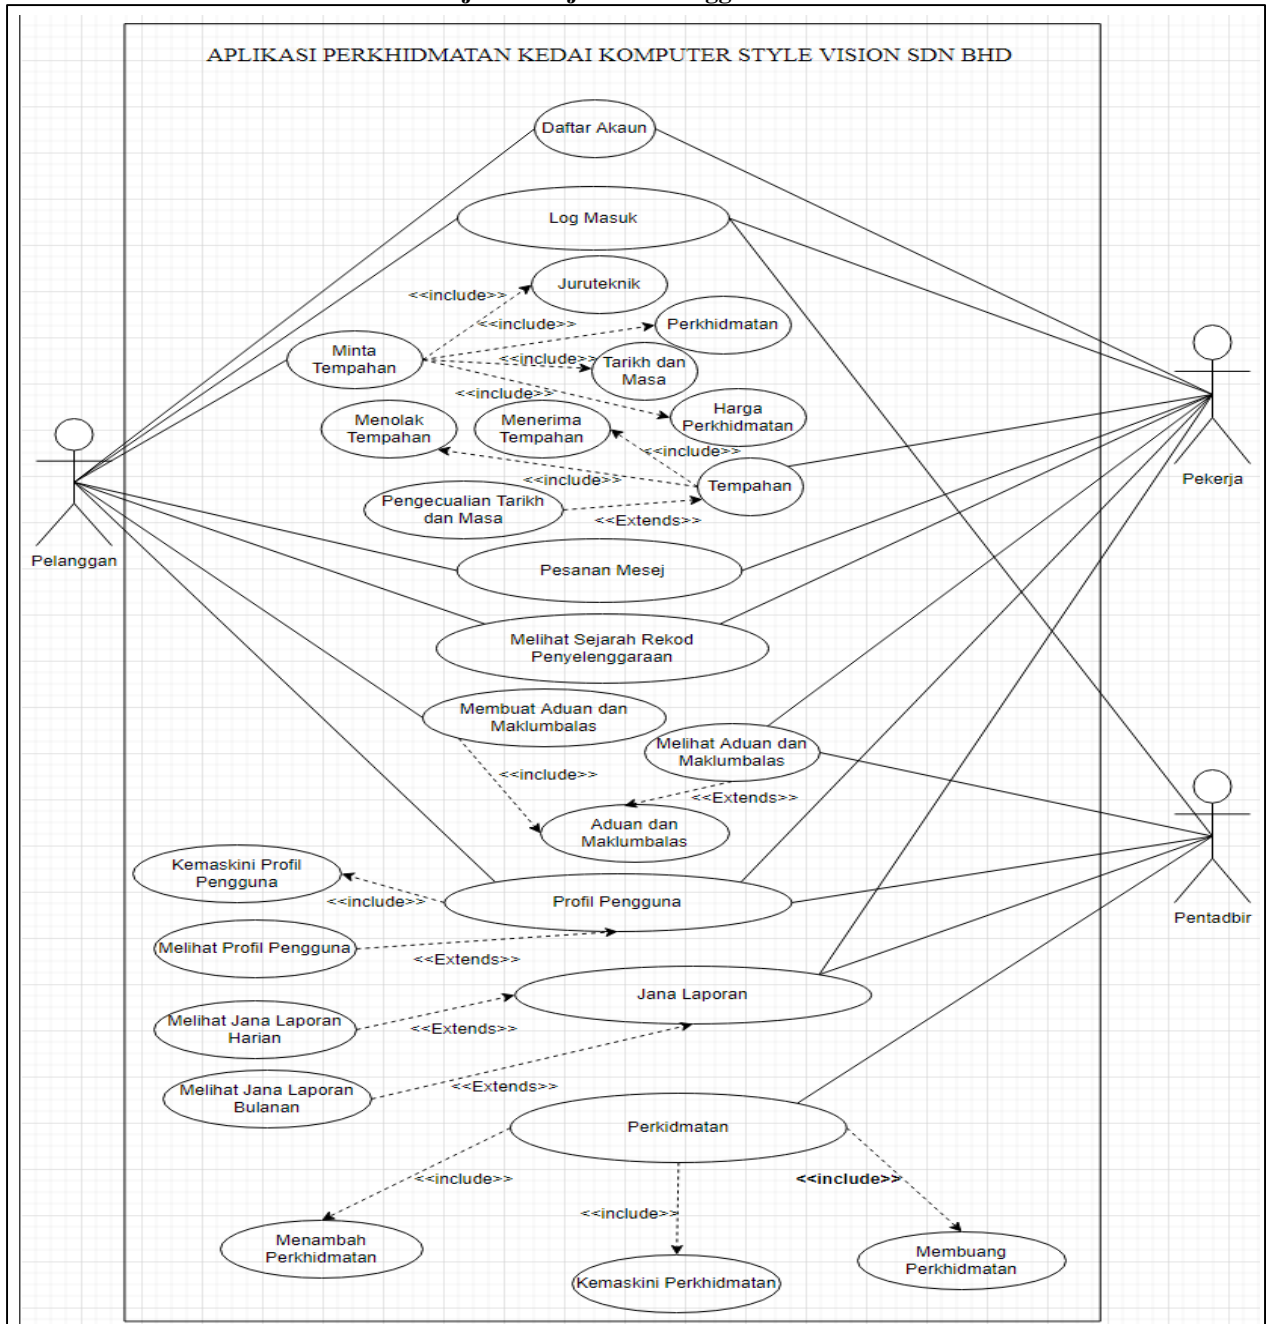 APLIKASI PERKHIDMATAN KEDAI KOMPUTER STYLE VISION SDN BHD
Daftar Akaun
Log Masuk
Juruteknik
<<include>>
Perkhidmatan
<<include>>
Minta
Tempahan
<<include>>
Tarikh dan
Masa
<<include>>
Harga
Perkhidmatan
Menolak
Tempahan
Menerima
Tempahan
<<include>>
<<include>>
Tempahan
Pengecualian Tarikh
dan Masa
<<Extends>>
Pekerja
Pelanggan
Pesanan Mesej
Melihat Sejarah Rekod
Penyelenggaraan
Membuat Aduan dan
Maklumbalas
Melihat Aduan dan
Maklumbalas
<<include>>
<<Extends>>
Aduan dan
Maklumbalas
Kemaskini Profil
Pengguna
<<include>>
Profil Pengguna
Pentadbir
Melihat Profil Pengguna
<<Extends>>
Jana Laporan
Melihat Jana Laporan
Harian
<<Extends>>
Melihat Jana Laporan
Bulanan
<<Extends>>
Perkidmatan
<<include>>
<<include>>
<<include>>
Menambah
Perkhidmatan
Kemaskini Perkhidmatan
Membuang
Perkhidmatan